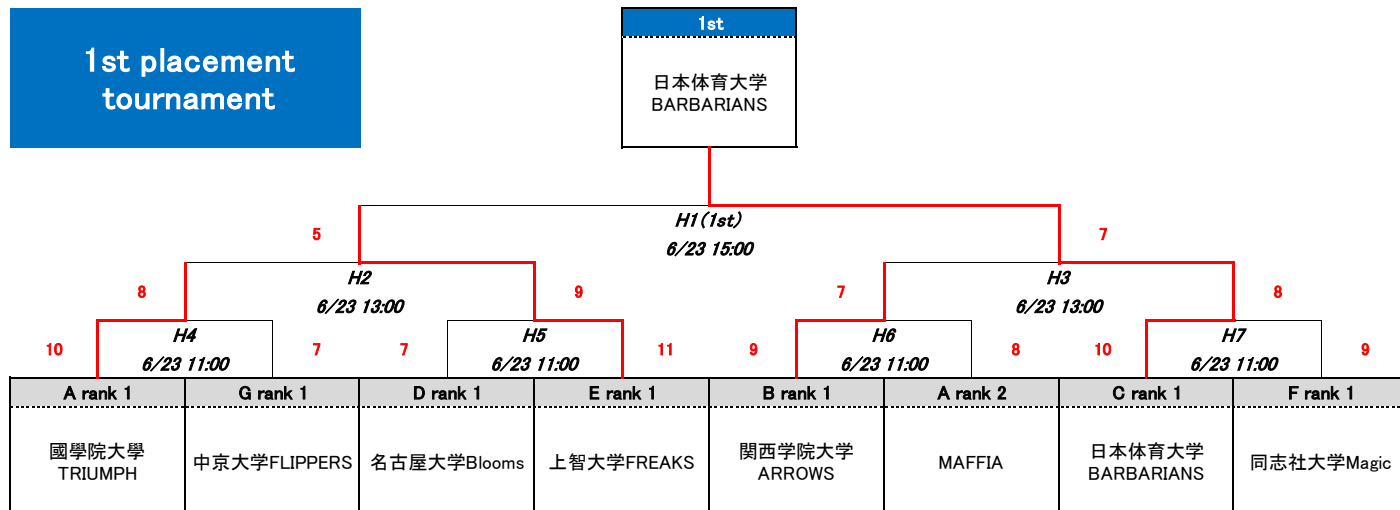 1st placement
tournament
1st
日本体育大学
BARBARIANS
H1(1st)
6/23 15:00
5
7
H2
6/23 13:00
8
9
H3
6/23 13:00
7
8
H4
6/23 11:00
10
7
H5
6/23 11:00
7
11
H6
6/23 11:00
9
8
H7
6/23 11:00
10
9
A rank 1
G rank 1
D rank 1
E rank 1
B rank 1
A rank 2
C rank 1
F rank 1
國學院大學
TRIUMPH
中京大学FLIPPERS
名古屋大学Blooms
上智大学FREAKS
関西学院大学
ARROWS
MAFFIA
日本体育大学
BARBARIANS
同志社大学Magic